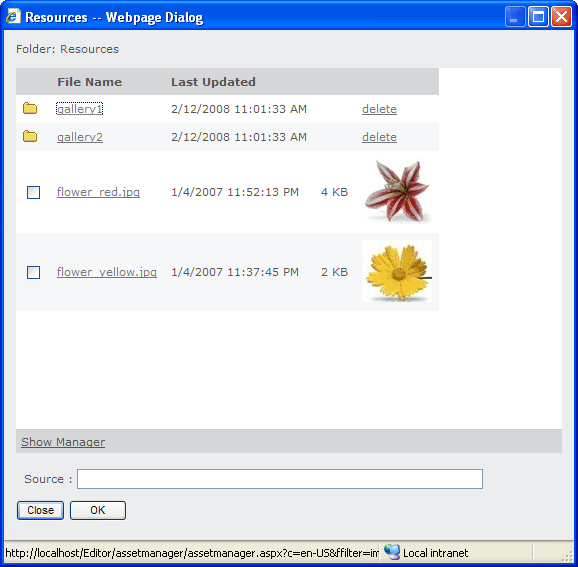 Resources -- Webpage Dialog
Folder: Resources
File Name Last Updated
gallery1 2/12/2008 11:01:33 AM delete
gallery2 2/12/2008 11:01:33 AM delete
flower_red.jpg 1/4/2007 11:52:13 PM 4 KB
flower_yellow.jpg 1/4/2007 11:37:45 PM 2 KB
Show Manager
Source :
Close OK
http://localhost/Editor/assetmanager/assetmanager.aspx?c=en-US&ffilter=im Local intranet